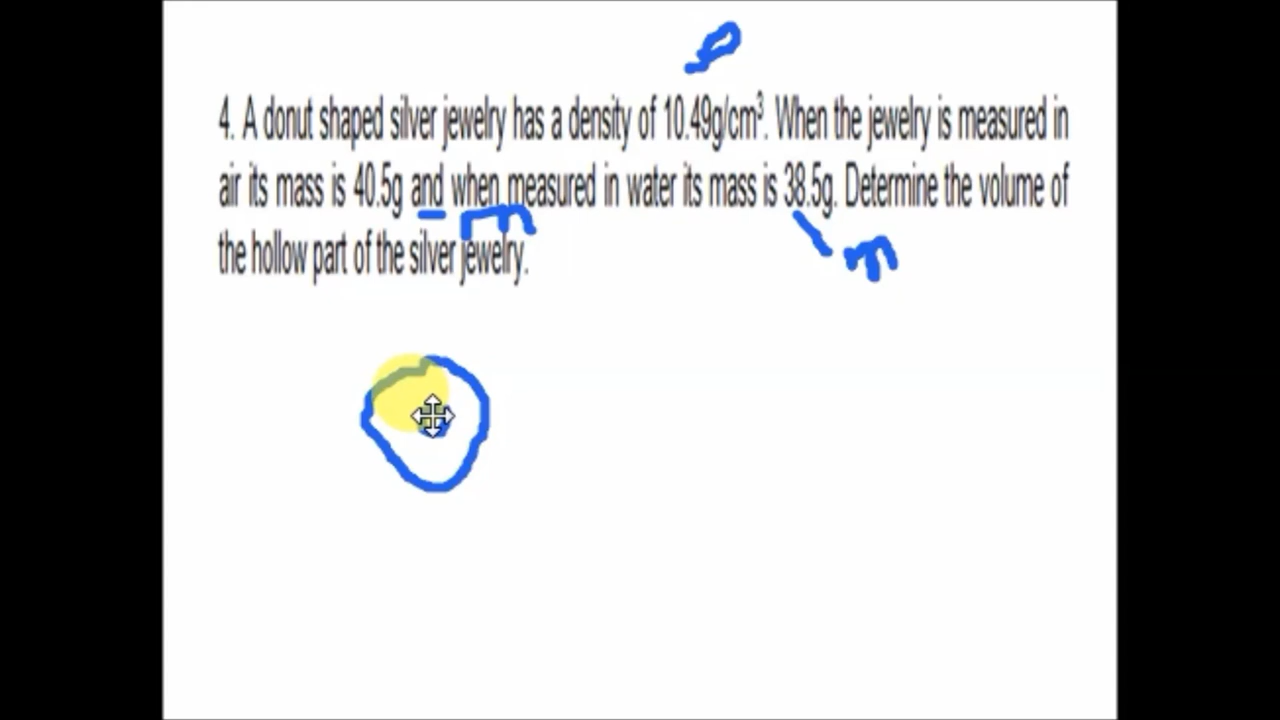 ρ
4. A donut shaped silver jewelry has a density of 10.49g/cm³. When the jewelry is measured in
air its mass is 40.5g and when measured in water its mass is 38.5g. Determine the volume of
the hollow part of the silver jewelry.
m
m